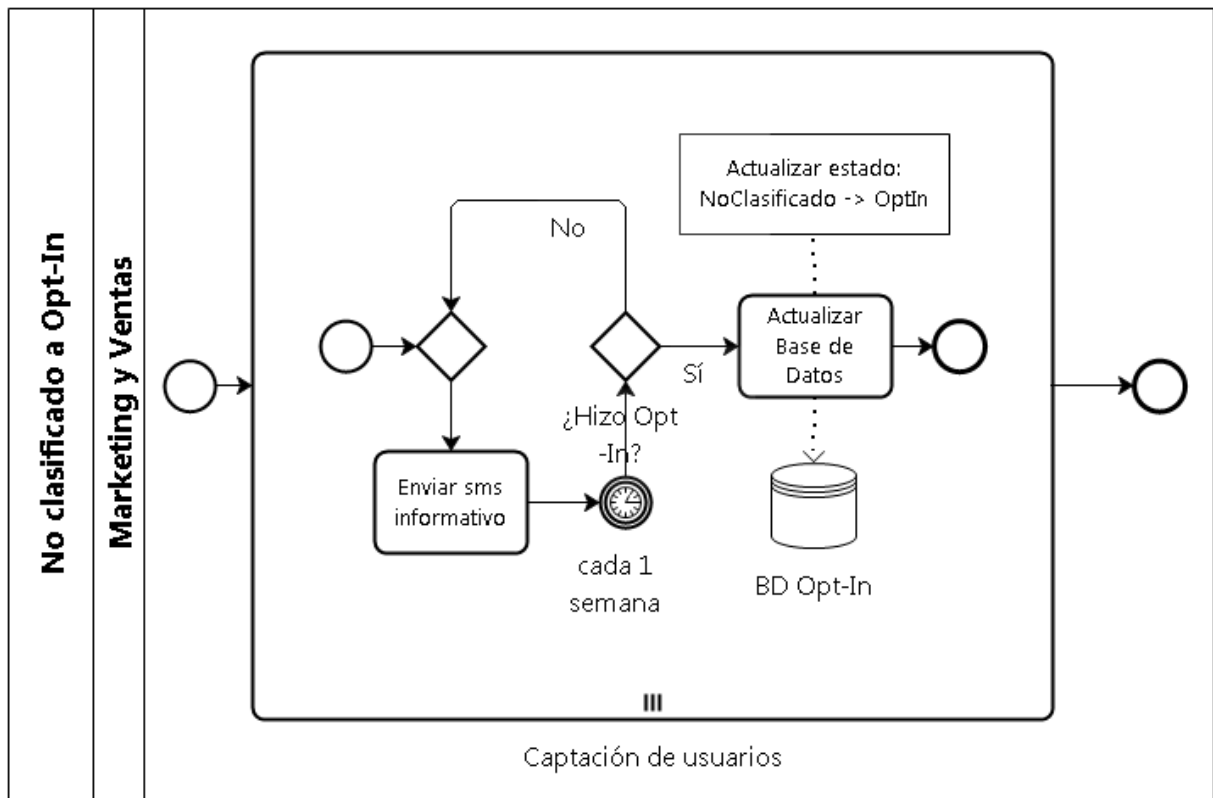 No clasificado a Opt-In
Marketing y Ventas
Actualizar estado:
NoClasificado -> OptIn
No
Actualizar
Base de
Datos
Sí
¿Hizo Opt
-In?
Enviar sms
informativo
cada 1
semana
BD Opt-In
Captación de usuarios